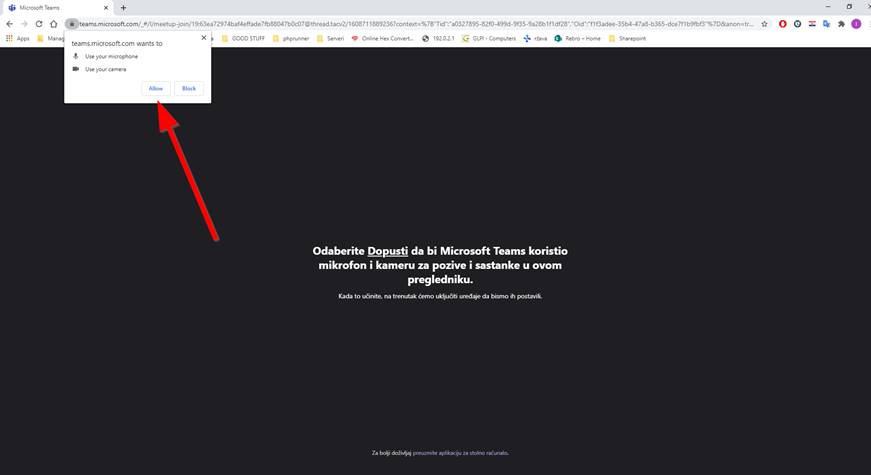 Microsoft Teams
teams.microsoft.com/_#/l/meetup-join/19:63ea72974baf4effade7fb88047b0c07@thread.tacv2/1608711889236?context=%7B"Tid":"a0327895-82f0-499d-9f35-9a28b1f1df28","Oid":"f1f3adee-35b4-47a8-b365-dce7f1b9fbf3"%7D&anon=tr...
Apps
GOOD STUFF
phprunner
Serveri
Online Hex Convert...
192.0.2.1
GLPI - Computers
ržava
Retro – Home
Sharepoint
teams.microsoft.com wants to
Use your microphone
Use your camera
Allow
Block
Odaberite Dopusti da bi Microsoft Teams koristio
mikrofon i kameru za pozive i sastanke u ovom
pregledniku.
Kada to učinite, na trenutak ćemo uključiti uređaje da bismo ih postavili.
Za bolji doživljaj preuzmite aplikaciju za stolno računalo.